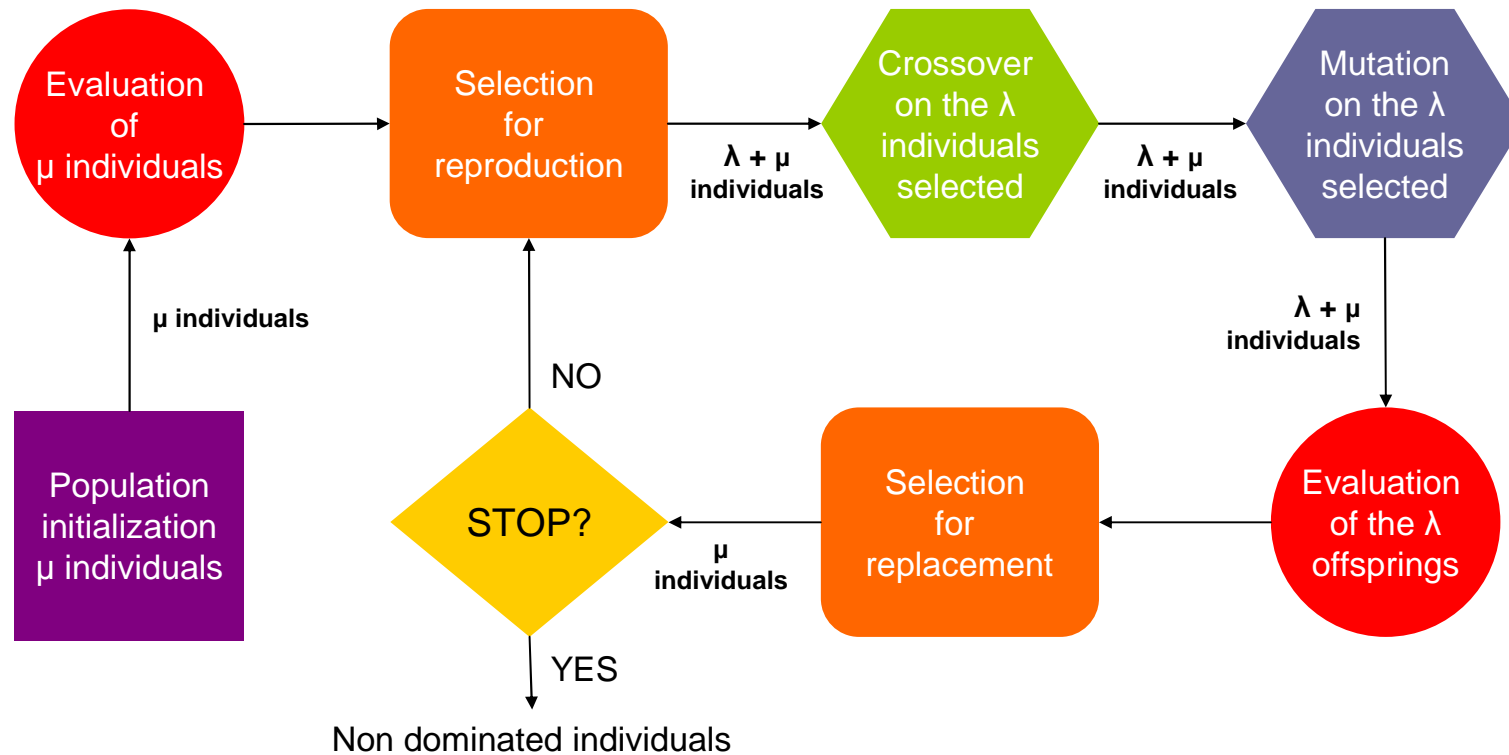 Evaluation
of
μ individuals
Selection
for
reproduction
λ + μ
individuals
Crossover
on the λ
individuals
selected
λ + μ
individuals
Mutation
on the λ
individuals
selected
μ individuals
λ + μ
individuals
NO
Population
initialization
μ individuals
STOP?
μ
individuals
Selection
for
replacement
Evaluation
of the λ
offsprings
YES
Non dominated individuals